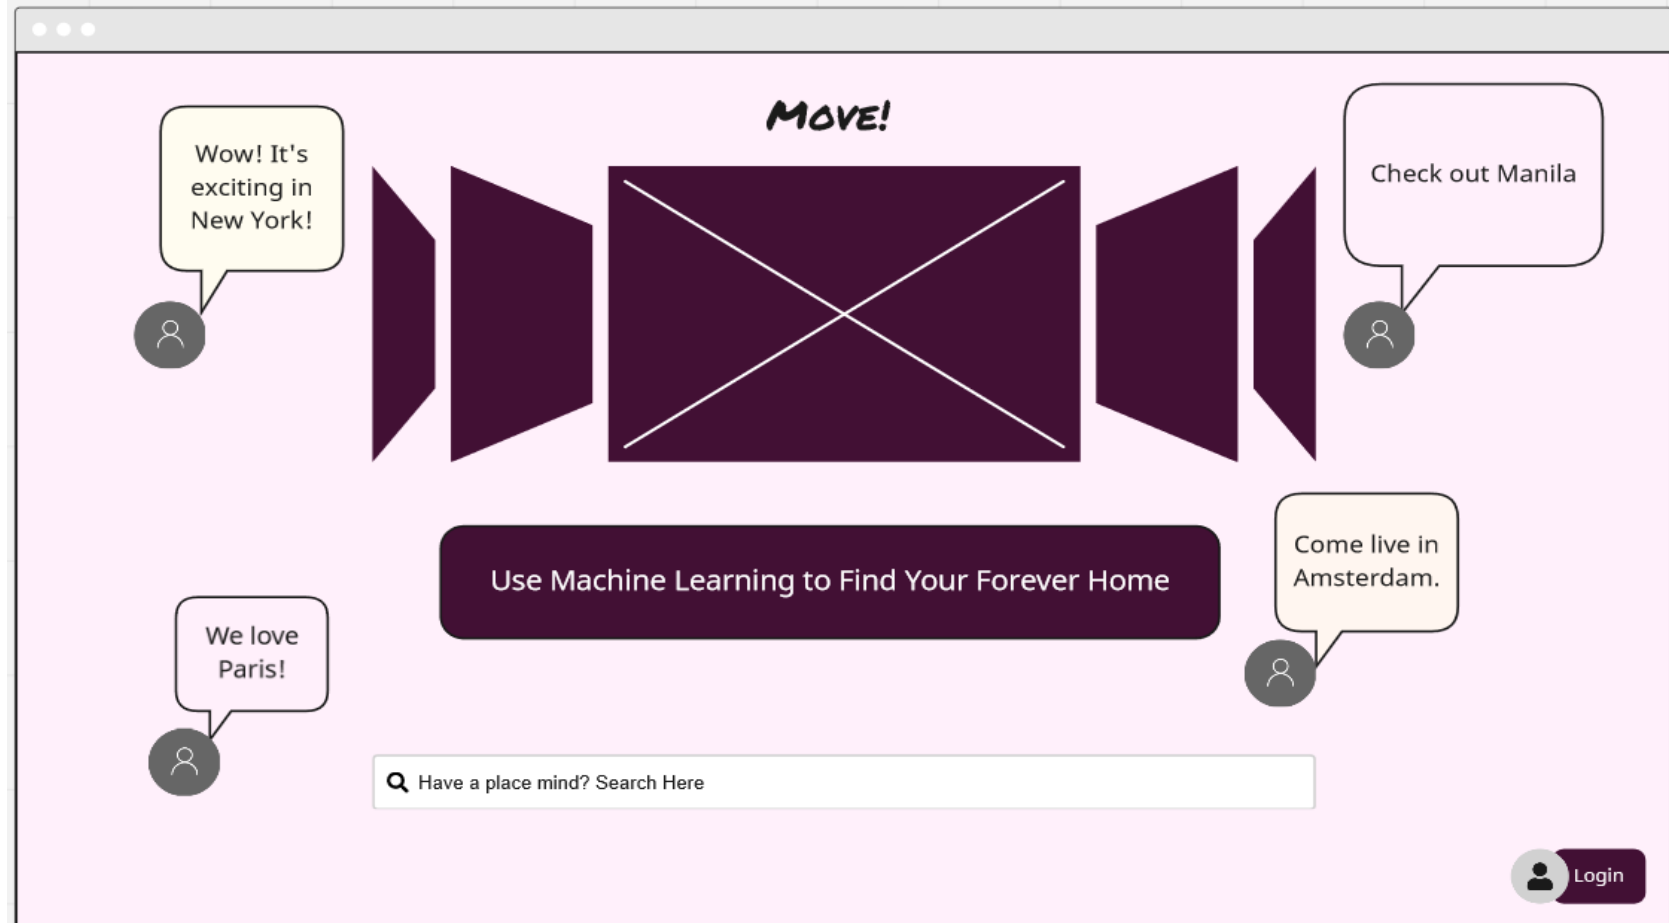 Move!
Wow! It's
exciting in
New York!
Check out Manila
Use Machine Learning to Find Your Forever Home
Come live in
Amsterdam.
We love
Paris!
Have a place mind? Search Here
Login